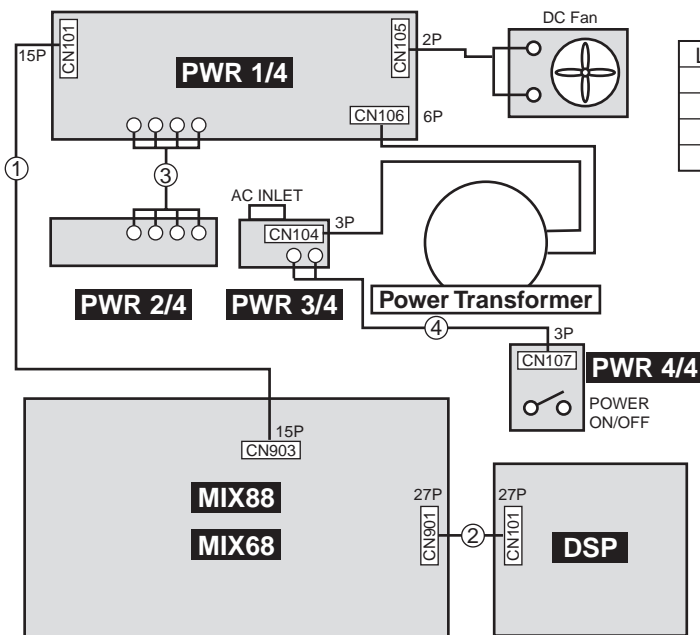 DC Fan
L
15P
CN101
PWR 1/4
CN105
2P
CN106
6P
1
3
AC INLET
CN104
3P
PWR 2/4
PWR 3/4
Power Transformer
4
3P
CN107
PWR 4/4
POWER
ON/OFF
15P
CN903
MIX88
MIX68
27P
CN901
2
27P
CN101
DSP